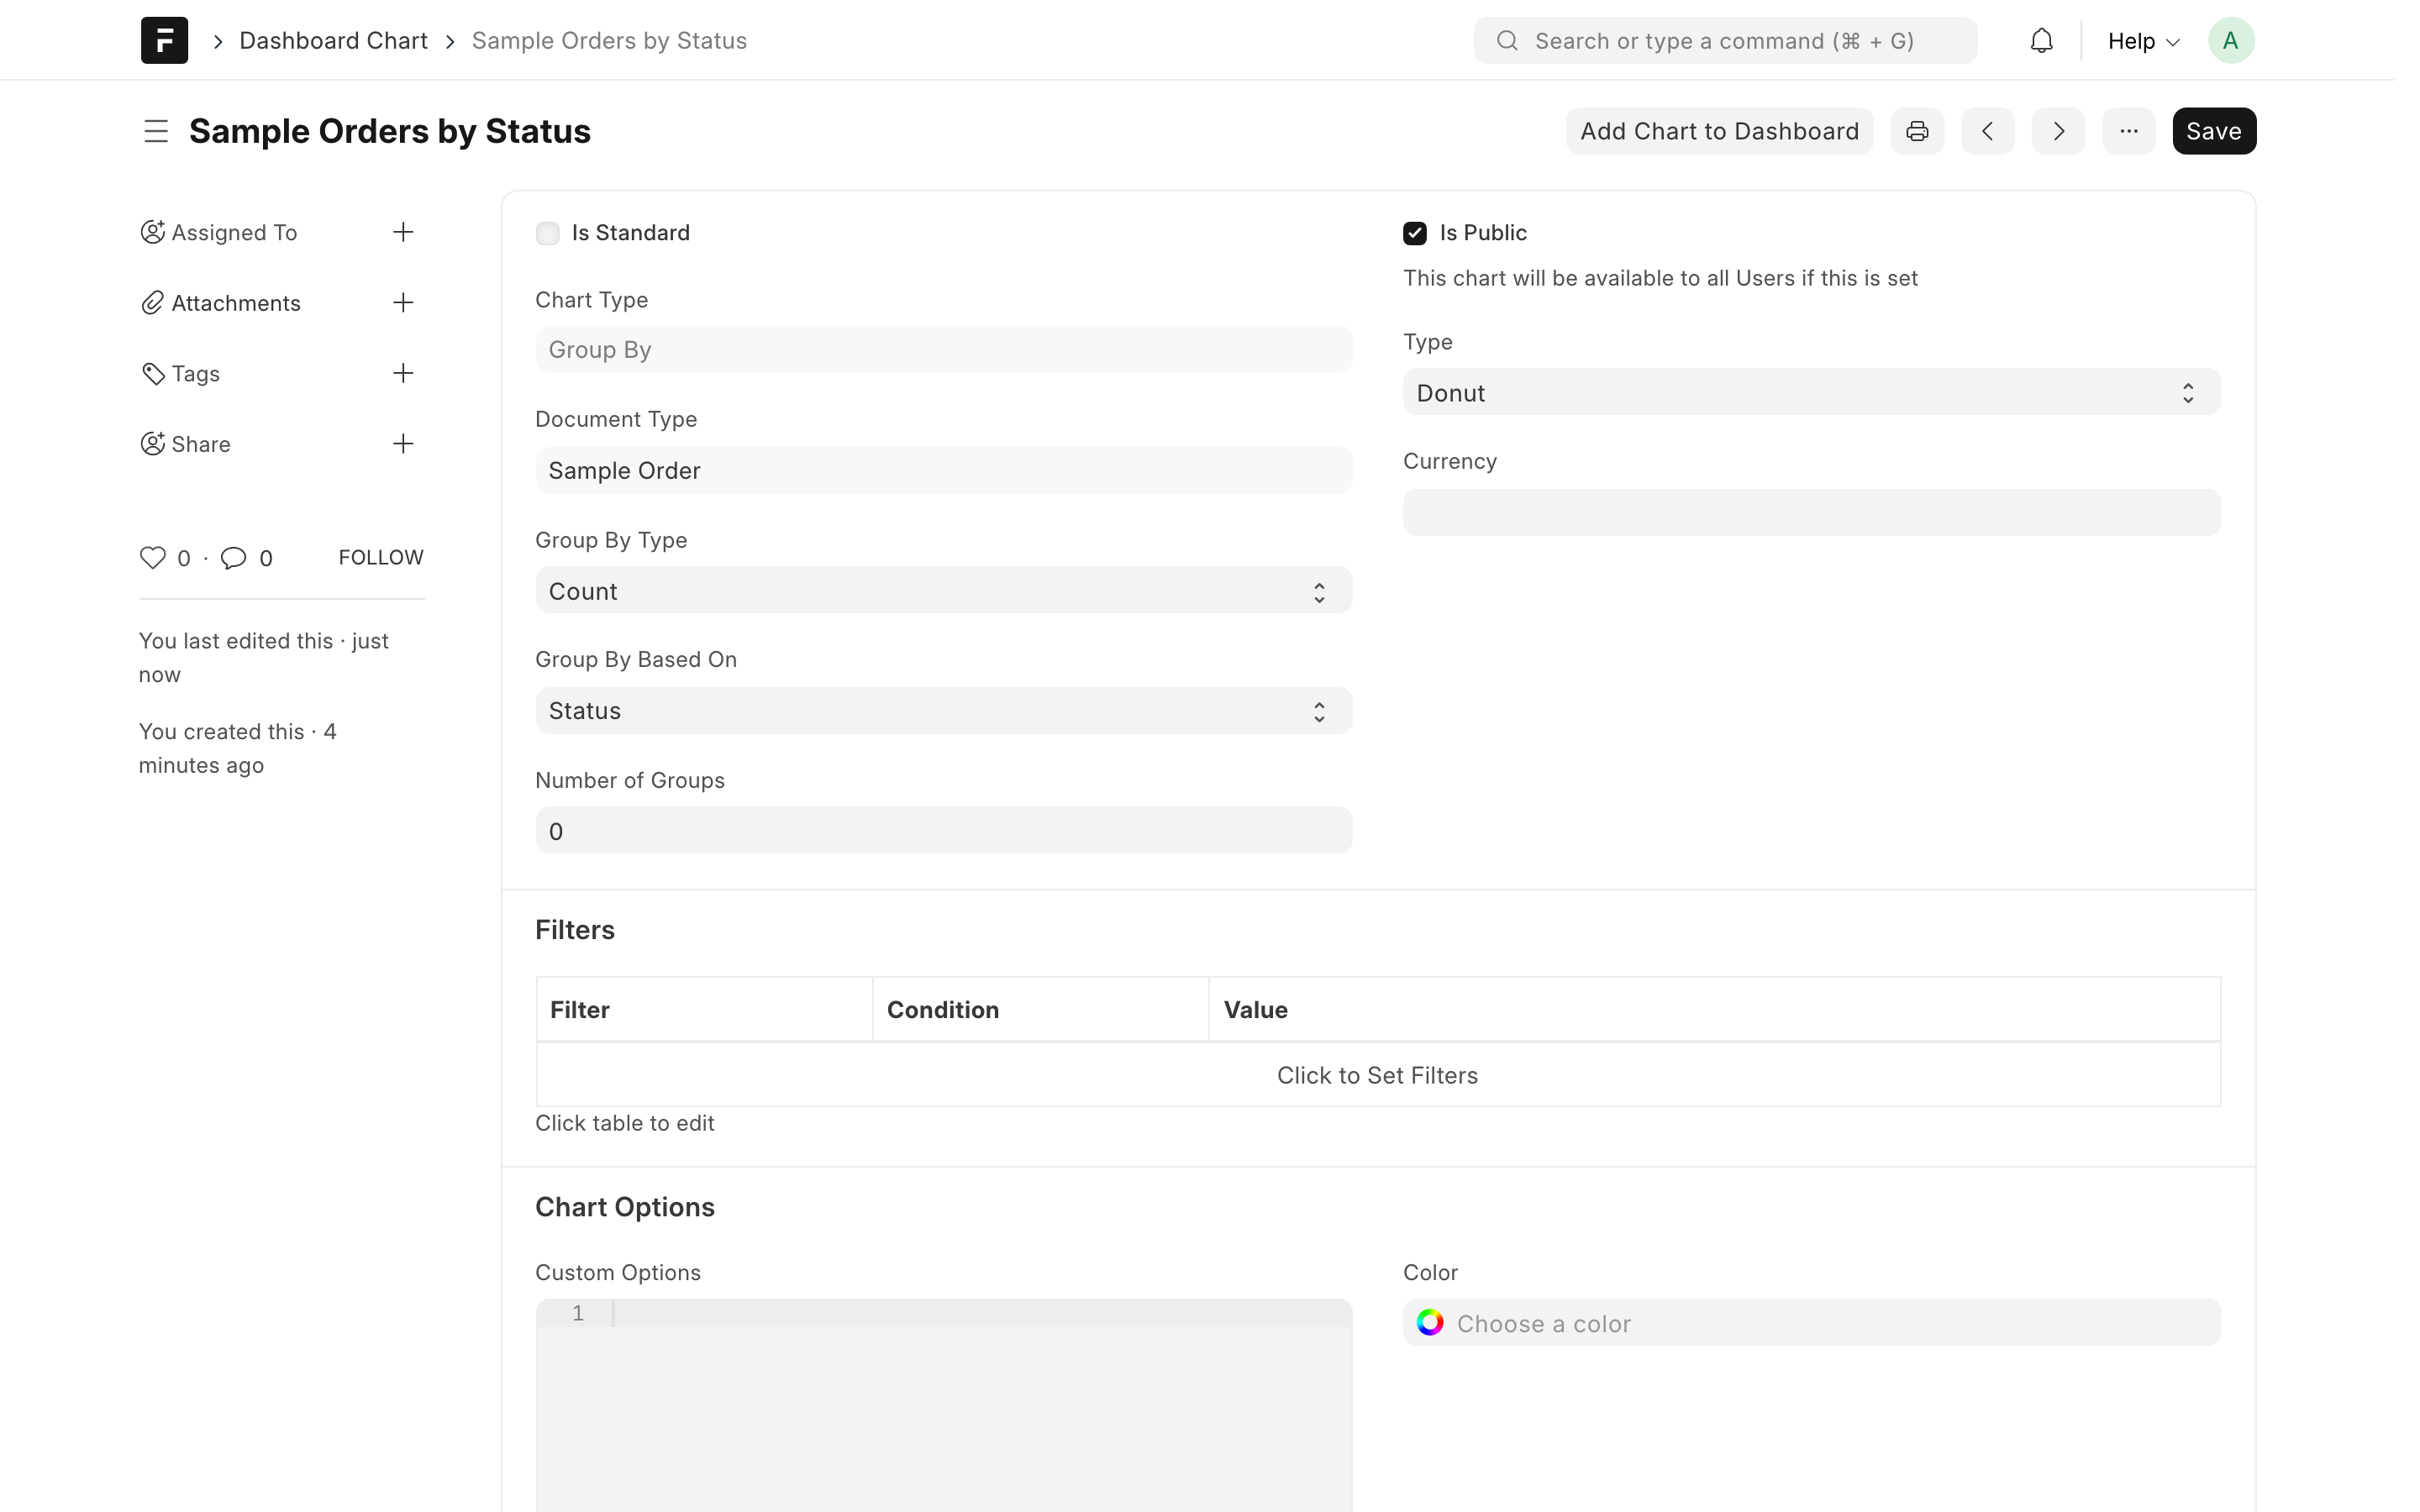 Dashboard Chart
Sample Orders by Status
Search or type a command (⌘ + G)
Help
A
Sample Orders by Status
Add Chart to Dashboard
Save
Assigned To
Attachments
Tags
Share
0 · 0
FOLLOW
You last edited this · just
now
You created this · 4
minutes ago
Is Standard
Chart Type
Group By
Document Type
Sample Order
Group By Type
Count
Group By Based On
Status
Number of Groups
0
Is Public
This chart will be available to all Users if this is set
Type
Donut
Currency
Filters
Filter Condition Value
Click to Set Filters
Click table to edit
Chart Options
Custom Options
1
Color
Choose a color